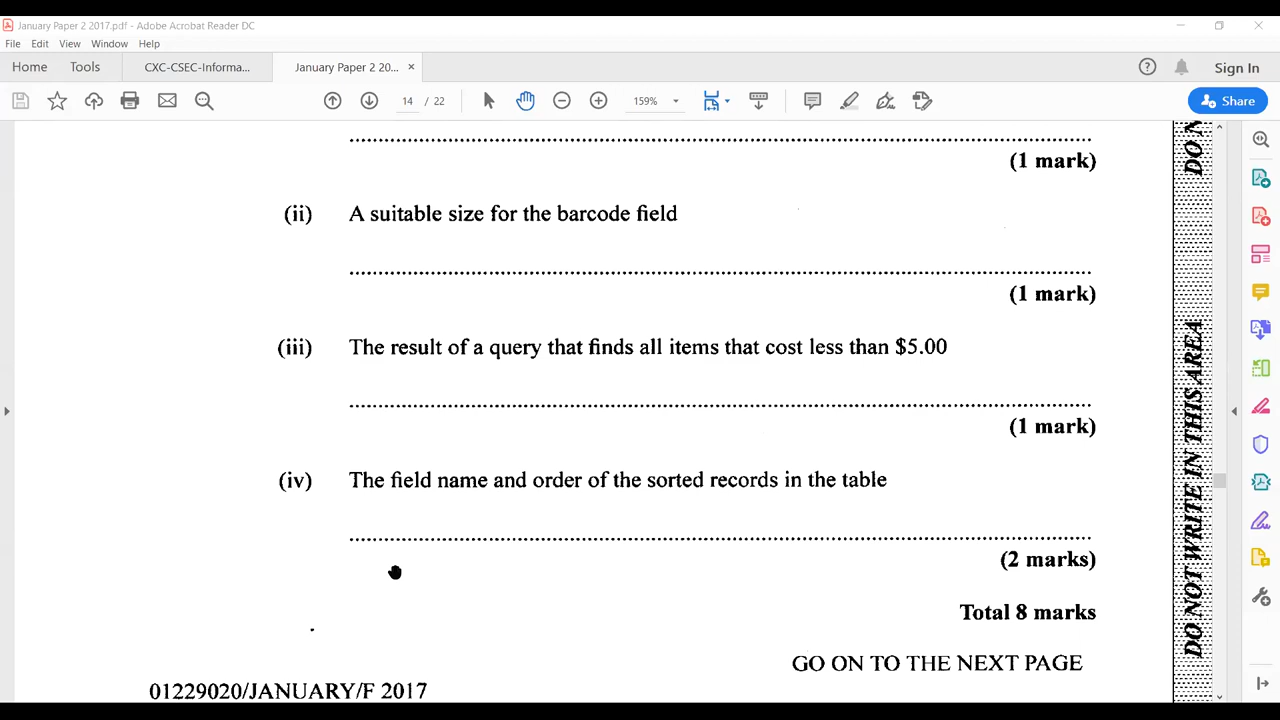 January Paper 2 2017.pdf - Adobe Acrobat Reader DC
File Edit View Window Help
Home Tools CXC-CSEC-Informa... January Paper 2 20... ×
14 / 22 159% Sign In Share
(1 mark)
(ii) A suitable size for the barcode field
(1 mark)
(iii) The result of a query that finds all items that cost less than $5.00
(1 mark)
(iv) The field name and order of the sorted records in the table
(2 marks)
Total 8 marks
GO ON TO THE NEXT PAGE
01229020/JANUARY/F 2017
DO NOT WRITE IN THIS AREA
DO N